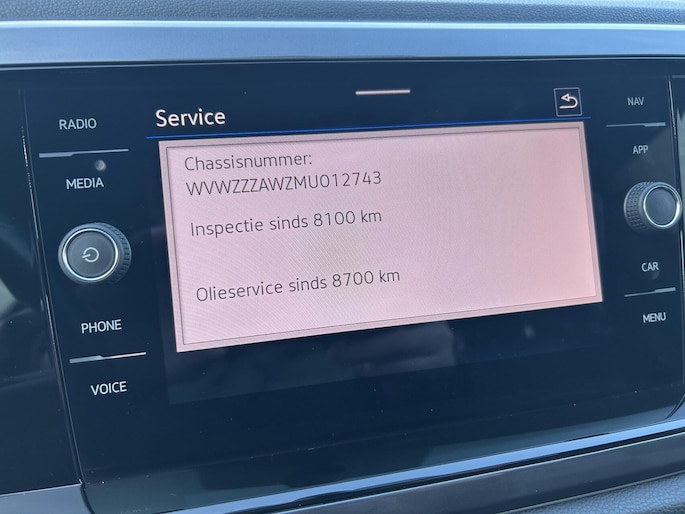 RADIO
MEDIA
PHONE
VOICE
Service
Chassisnummer:
WVWZZZAWZMU012743
Inspectie sinds 8100 km
Olieservice sinds 8700 km
NAV
APP
CAR
MENU